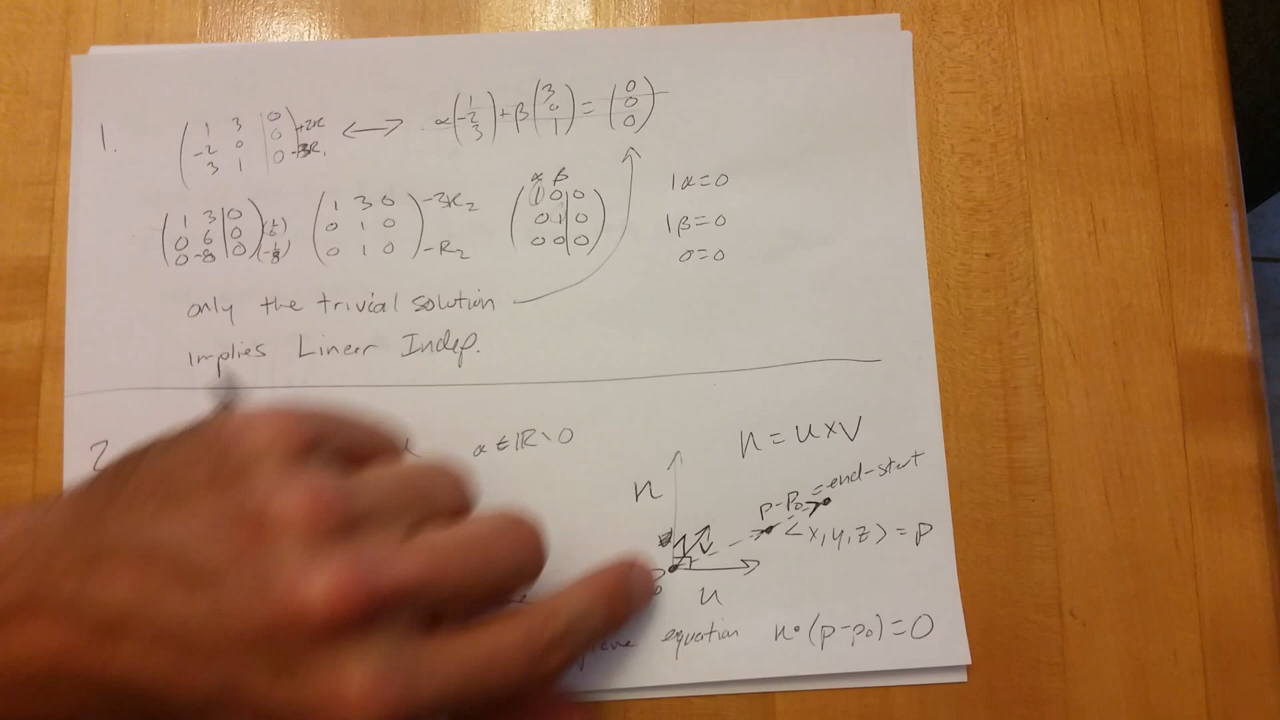 1.
( 1 3 | 0
-2 0 | 0
3 1 | 0 ) +2R -3R₁ ⟷ α( 1
-2
3 ) + β( 3
0
1 ) = ( 0
0
0 )
( 1 3 | 0
0 6 | 0
0 -8 | 0 ) (1/6) (-1/8)
( 1 3 0
0 1 0
0 1 0 ) -3R₂ -R₂
α β
( 1 0 | 0
0 1 | 0
0 0 | 0 )
1α=0
1β=0
0=0
only the trivial solution
implies Linear Indep.
2
α ∈ ℝ \ 0
n = u × v
n
p-p₀ = end-start
v
<x,y,z> = p
u
plane equation n•(p-p₀)=0